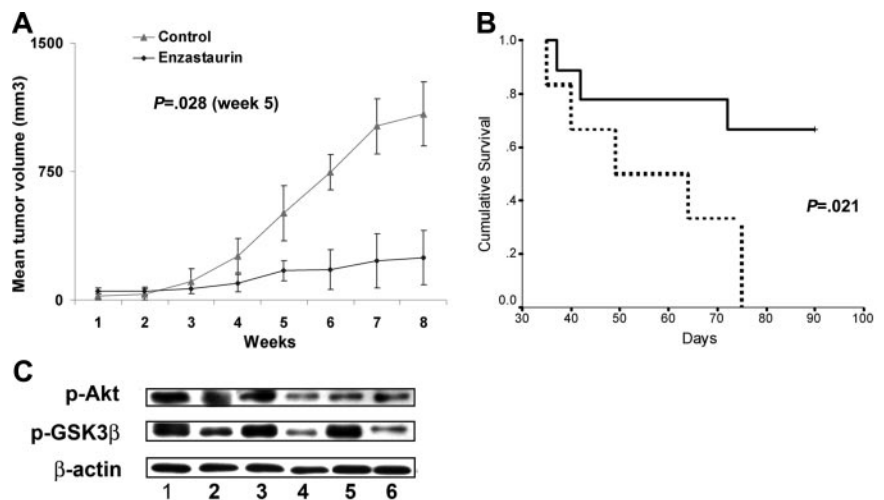 A
Control
Enzastaurin
P=.028 (week 5)
Mean tumor volume (mm3)
1500
750
0
1 2 3 4 5 6 7 8
Weeks
B
Cumulative Survival
1.0
.8
.6
.4
.2
0.0
P=.021
30 40 50 60 70 80 90 100
Days
C
p-Akt
p-GSK3β
β-actin
1 2 3 4 5 6